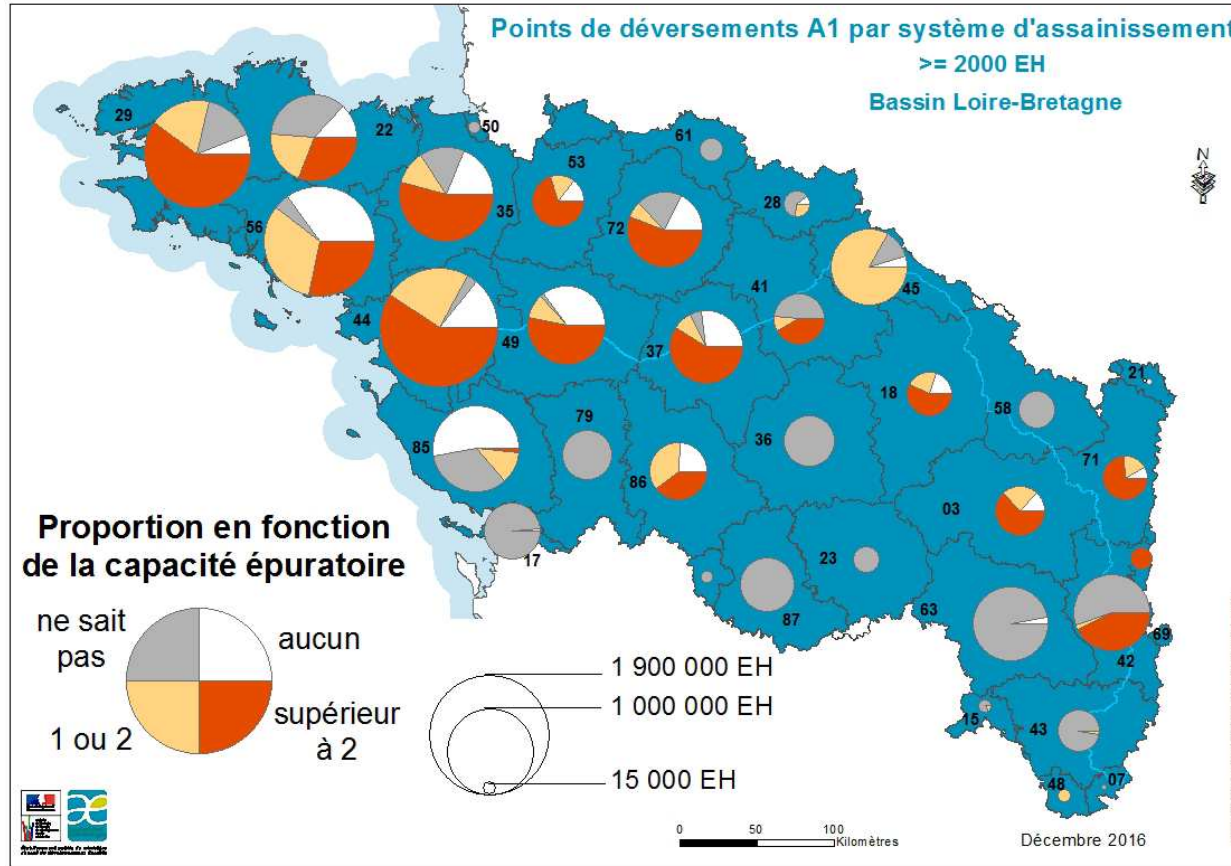 Points de déversements A1 par système d'assainissement
>= 2000 EH
Bassin Loire-Bretagne
N
29
22
50
61
53
28
35
56
72
45
41
44
49
37
18
21
58
79
36
85
86
71
03
17
23
87
63
69
42
15
43
48
07
Proportion en fonction
de la capacité épuratoire
ne sait
pas
aucun
1 ou 2
supérieur
à 2
1 900 000 EH
1 000 000 EH
15 000 EH
0 50 100
Kilomètres
Décembre 2016